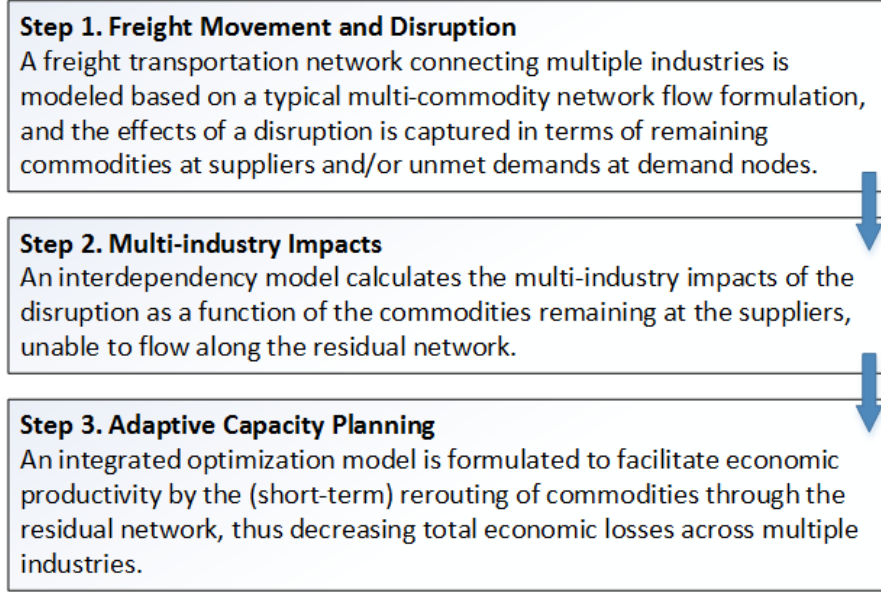 Step 1. Freight Movement and Disruption
A freight transportation network connecting multiple industries is
modeled based on a typical multi-commodity network flow formulation,
and the effects of a disruption is captured in terms of remaining
commodities at suppliers and/or unmet demands at demand nodes.
Step 2. Multi-industry Impacts
An interdependency model calculates the multi-industry impacts of the
disruption as a function of the commodities remaining at the suppliers,
unable to flow along the residual network.
Step 3. Adaptive Capacity Planning
An integrated optimization model is formulated to facilitate economic
productivity by the (short-term) rerouting of commodities through the
residual network, thus decreasing total economic losses across multiple
industries.